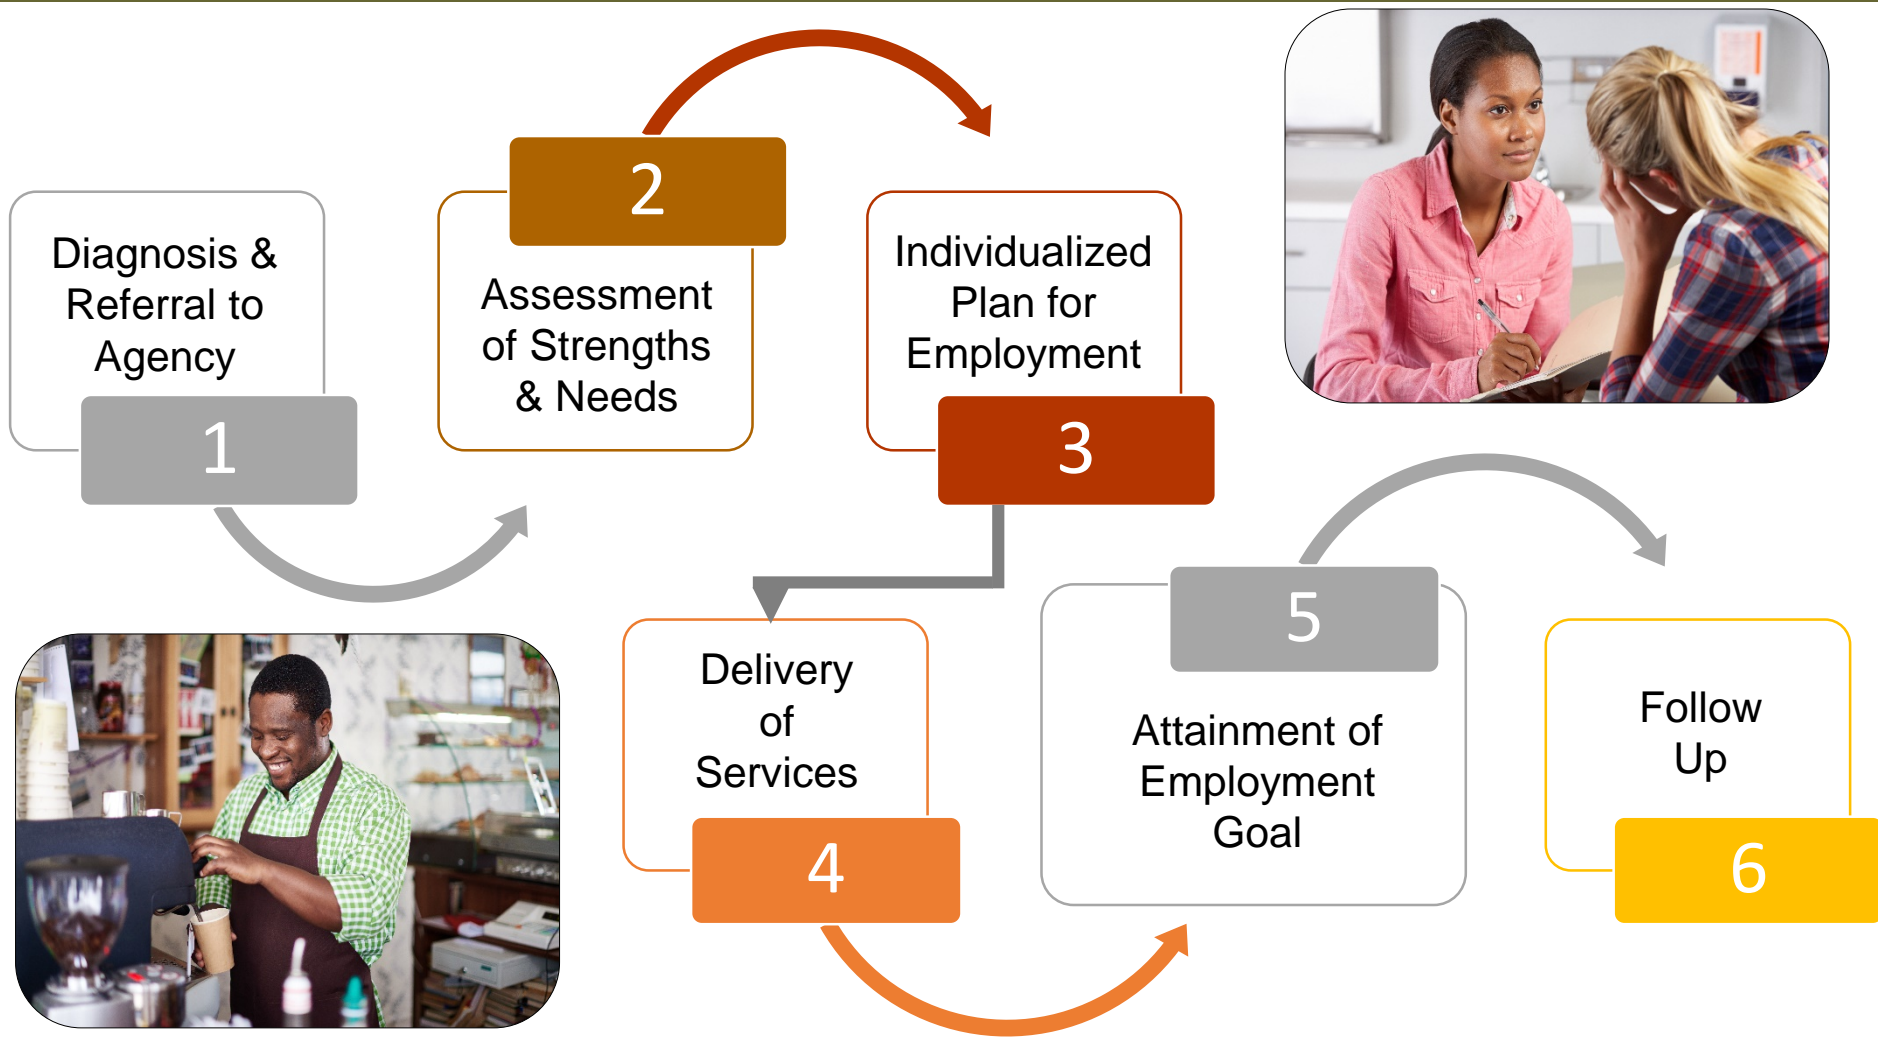 Diagnosis &
Referral to
Agency
1
2
Assessment
of Strengths
& Needs
Individualized
Plan for
Employment
3
Delivery
of
Services
4
5
Attainment of
Employment
Goal
Follow
Up
6